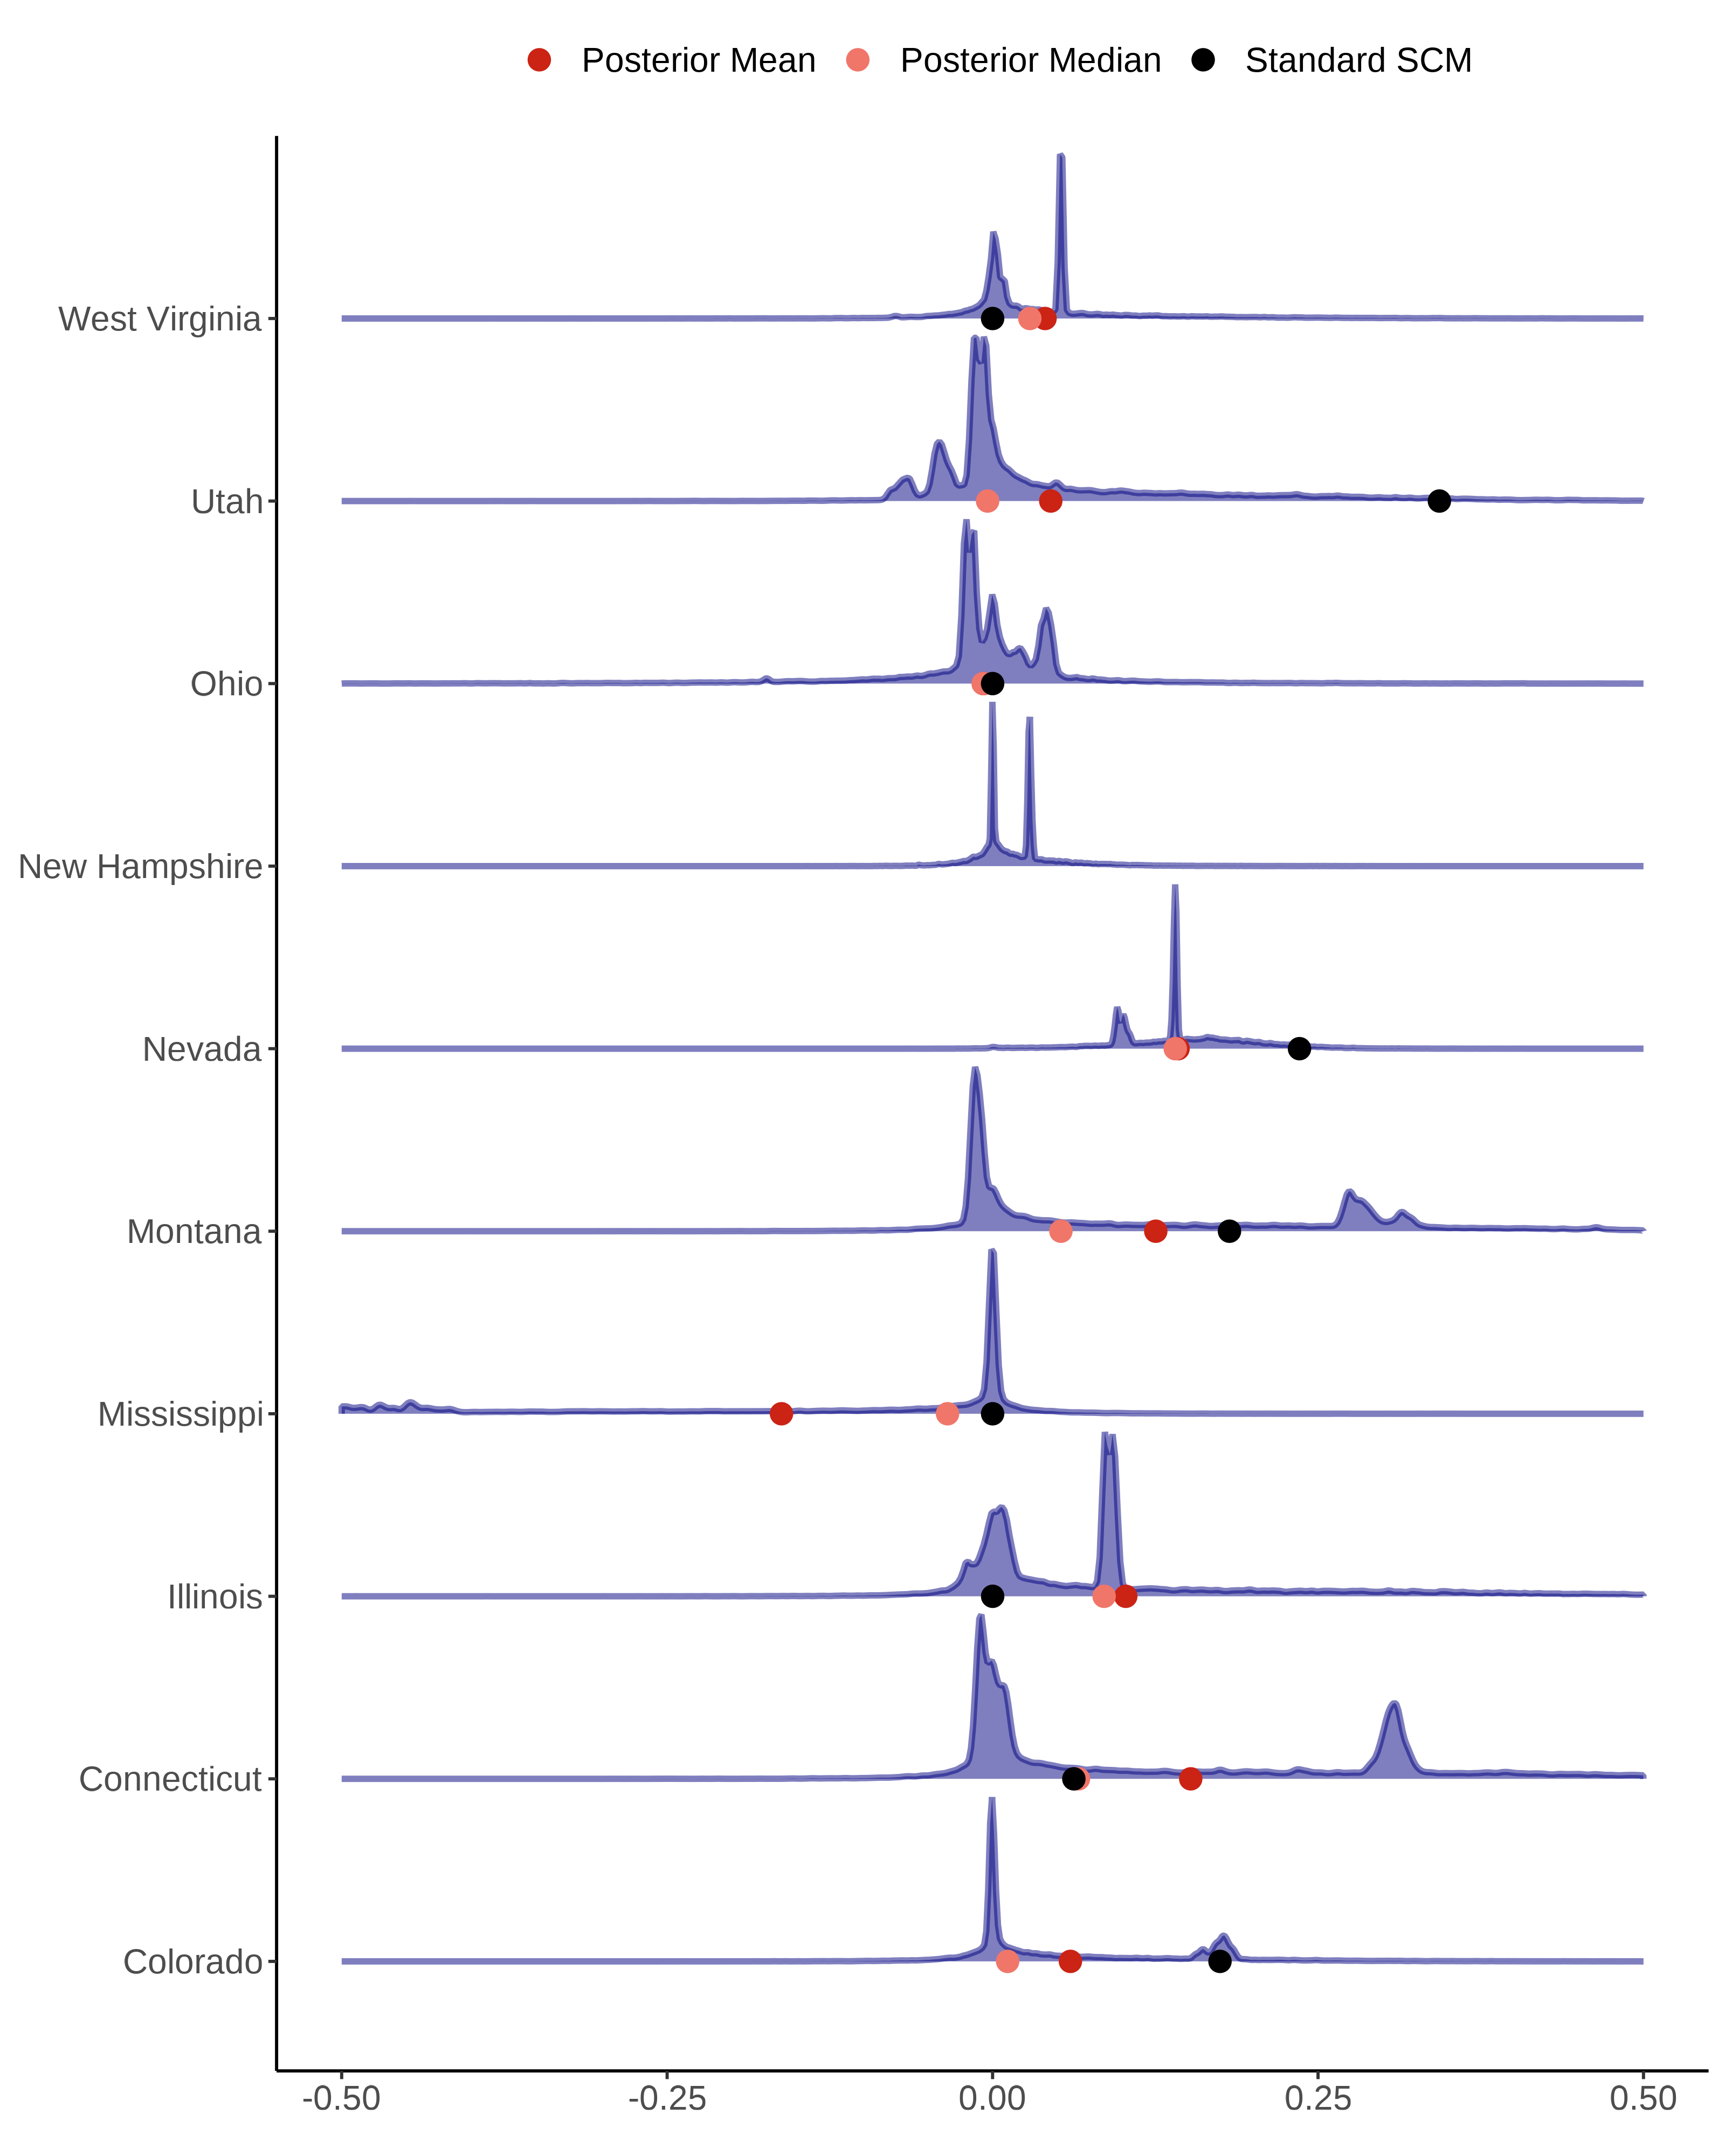 Posterior Mean Posterior Median Standard SCM
West Virginia
Utah
Ohio
New Hampshire
Nevada
Montana
Mississippi
Illinois
Connecticut
Colorado
-0.50 -0.25 0.00 0.25 0.50